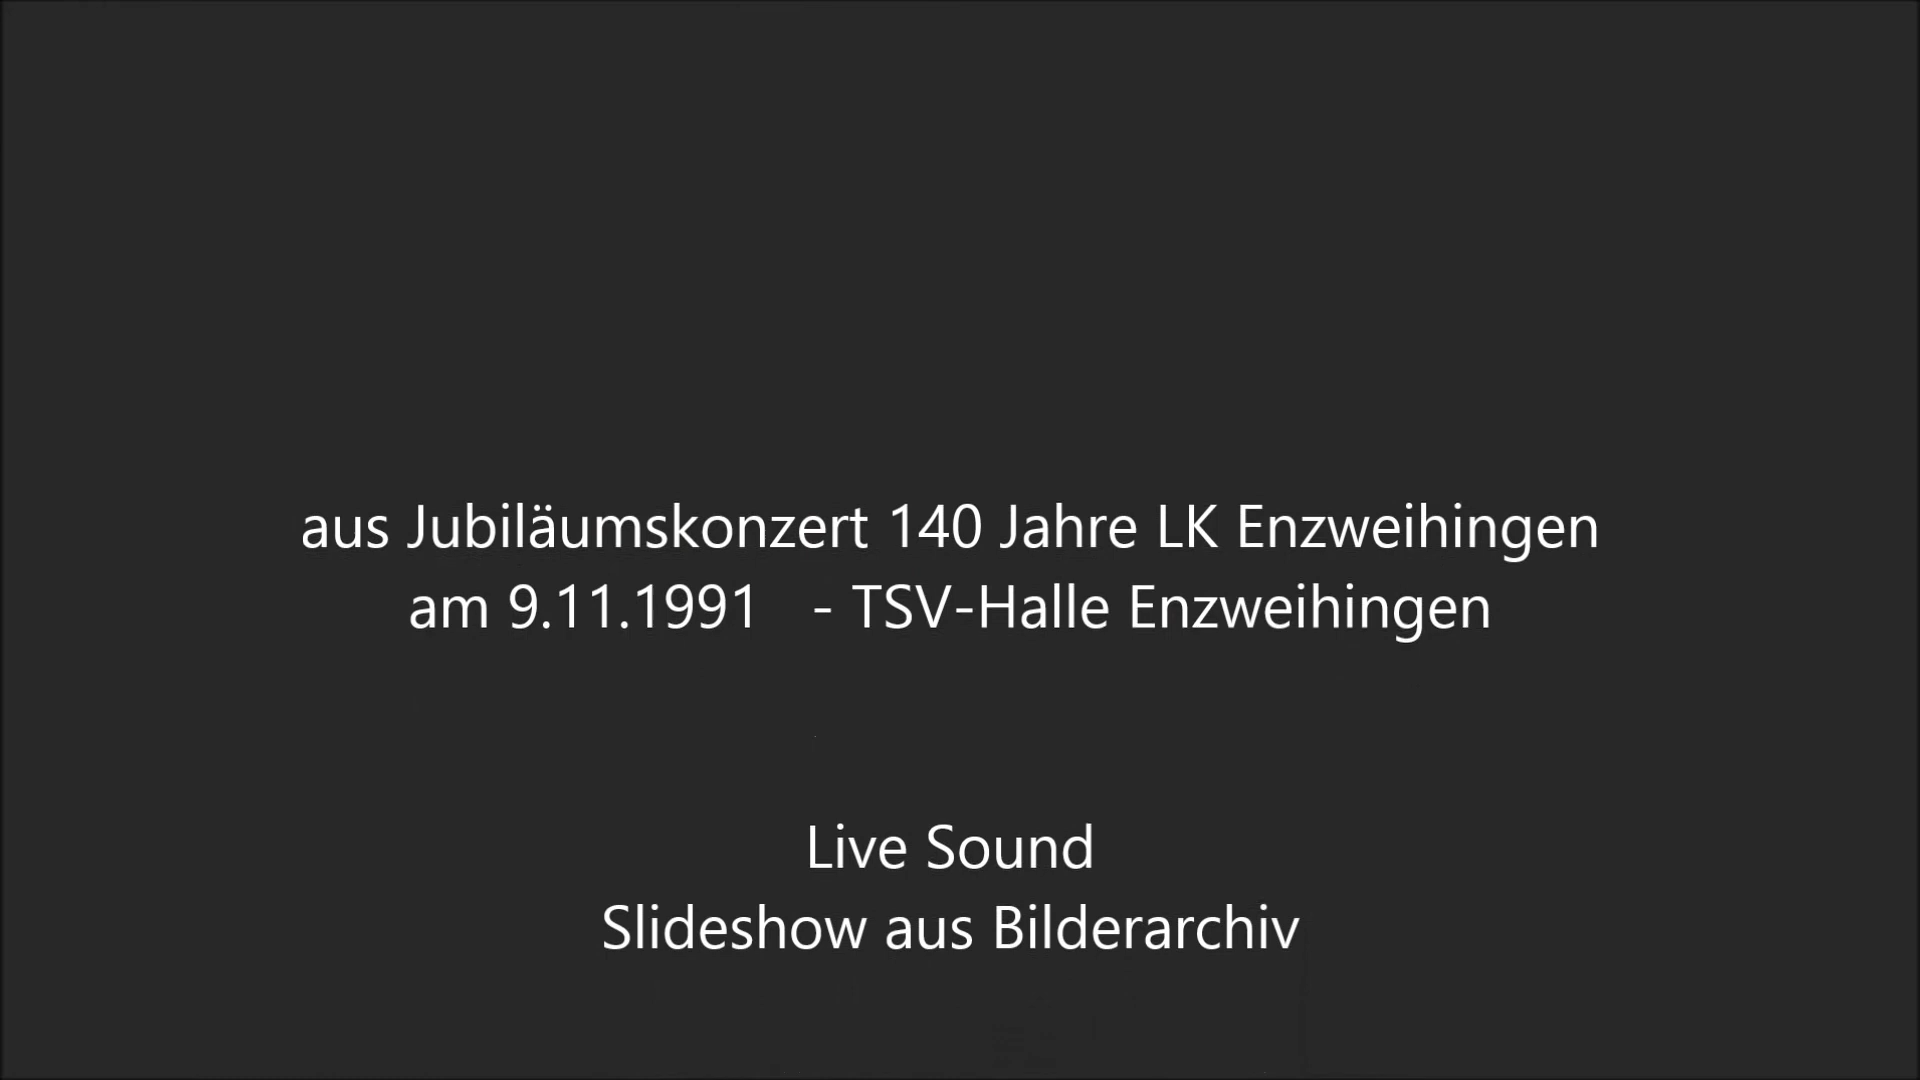 aus Jubiläumskonzert 140 Jahre LK Enzweihingen
am 9.11.1991 - TSV-Halle Enzweihingen
Live Sound
Slideshow aus Bilderarchiv